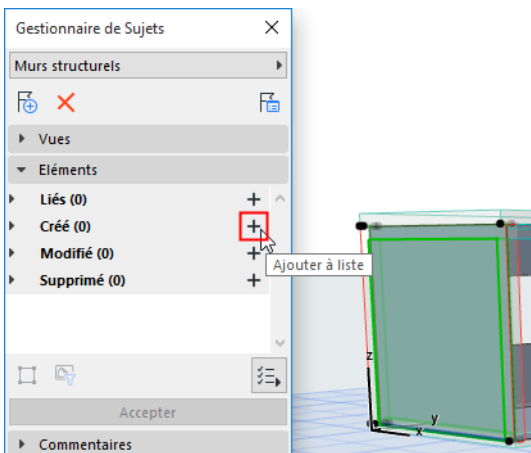 Gestionnaire de Sujets
Murs structurels
Vues
Eléments
Liés (0)
Créé (0)
Modifié (0)
Ajouter à liste
Supprimé (0)
Accepter
Commentaires
z
y
x